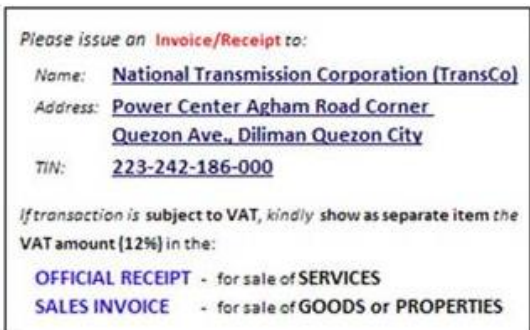 Please issue an Invoice/Receipt to:
Name: National Transmission Corporation (TransCo)
Address: Power Center Agham Road Corner
Quezon Ave., Diliman Quezon City
TIN: 223-242-186-000
If transaction is subject to VAT, kindly show as separate item the
VAT amount (12%) in the:
OFFICIAL RECEIPT - for sale of SERVICES
SALES INVOICE - for sale of GOODS or PROPERTIES